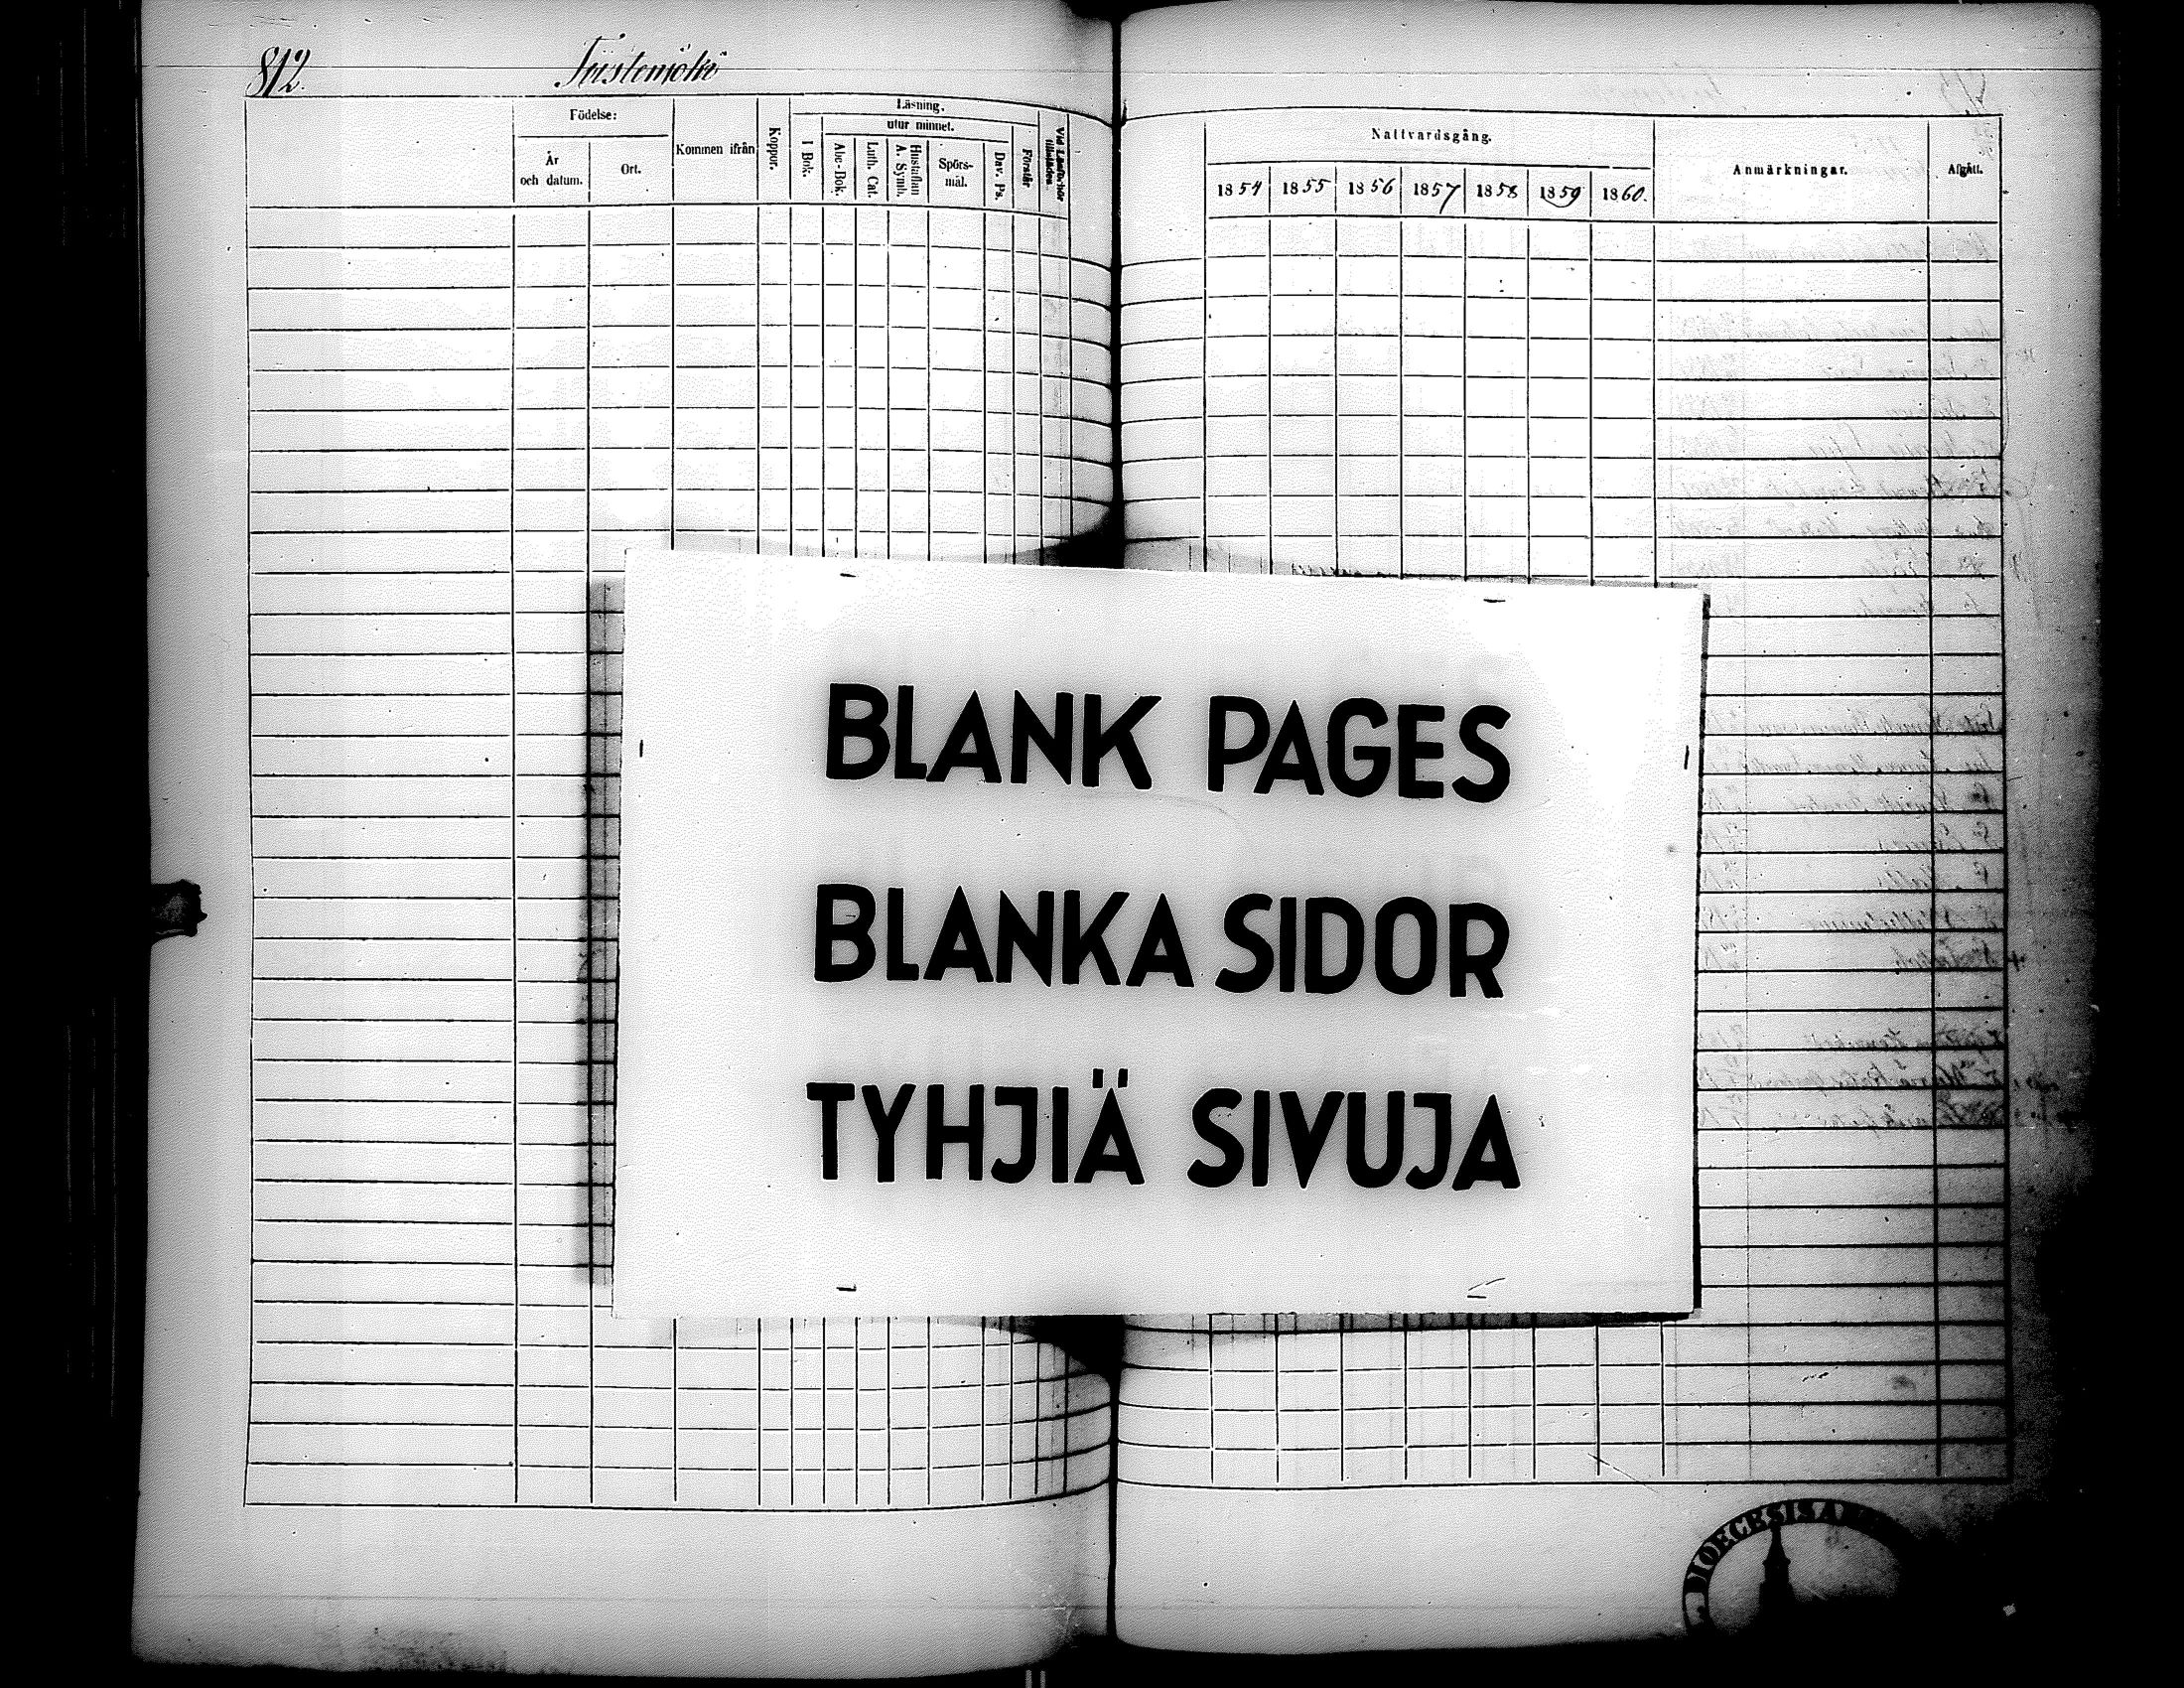 812.
Födelse:
År
och datum.
Ort.
Kommen ifrån
Koppor.
Läsning.
utur minnet.
I Bok.
Abc-Bok.
Luth. Cat.
Hustaflan
A. Symb.
Spörs-
mål.
Dav. Ps.
Förstår
Nattvardsgång.
1854 1855 1856 1857 1858 1859 1860.
Anmärkningar.
Afgått.
BLANK PAGES
BLANKA SIDOR
TYHJIÄ SIVUJA